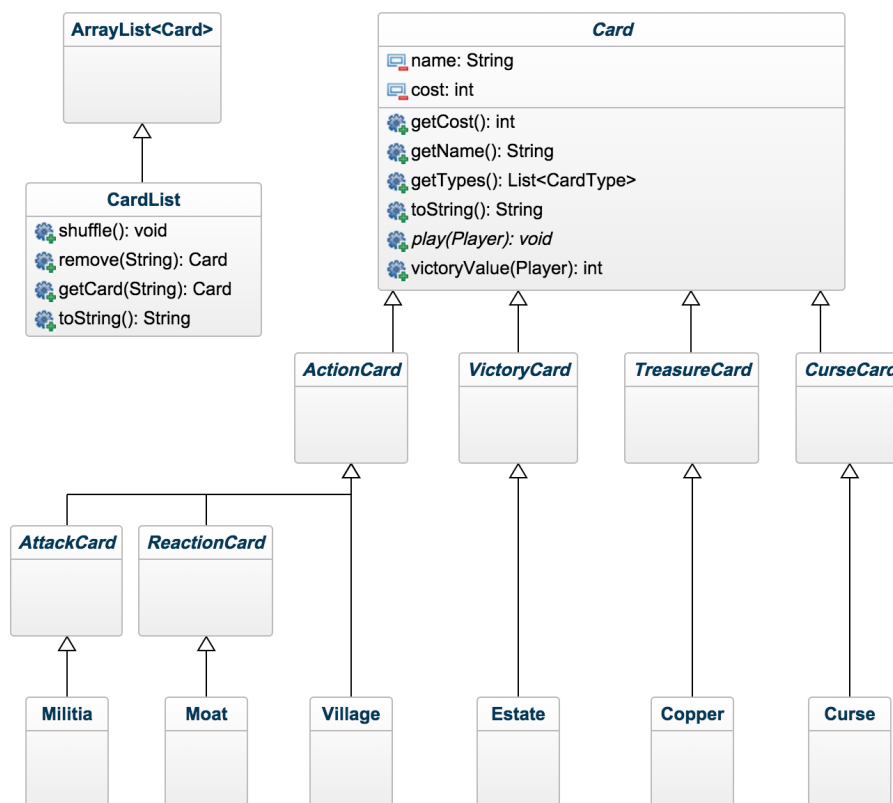 ArrayList<Card>
Card
name: String
cost: int
getCost(): int
getName(): String
getTypes(): List<CardType>
toString(): String
play(Player): void
victoryValue(Player): int
CardList
shuffle(): void
remove(String): Card
getCard(String): Card
toString(): String
ActionCard
VictoryCard
TreasureCard
CurseCard
AttackCard
ReactionCard
Militia
Moat
Village
Estate
Copper
Curse